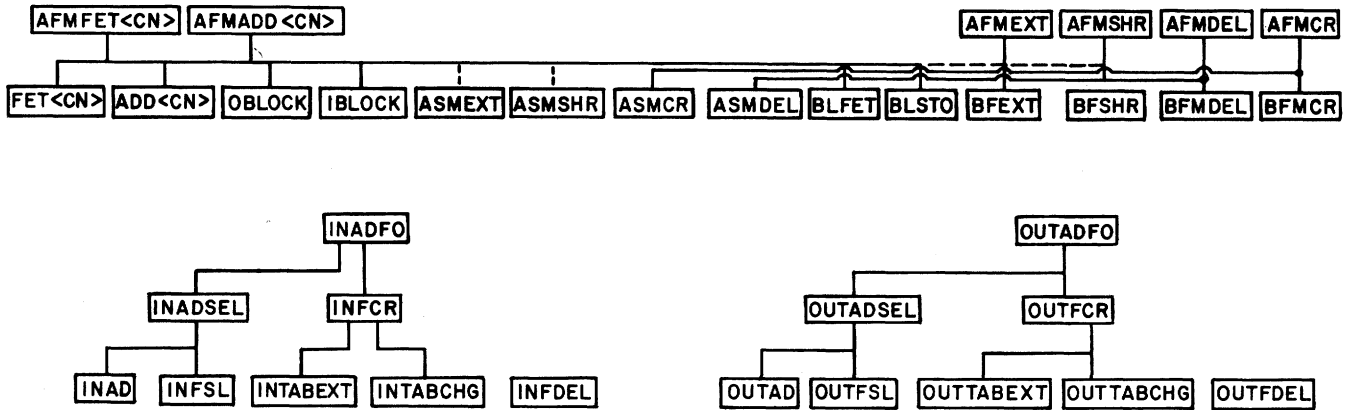 AFMFET<CN> AFMADD<CN> AFMEXT AFMSHR AFMDEL AFMCR
FET<CN> ADD<CN> OBLOCK IBLOCK ASMEXT ASMSHR ASMCR ASMDEL BLFET BLSTO BFEXT BFSHR BFMDEL BFMCR
INADFO OUTADFO
INADSEL INFCR OUTADSEL OUTFCR
INAD INFSL INTABEXT INTABCHG INFDEL OUTAD OUTFSL OUTTABEXT OUTTABCHG OUTFDEL